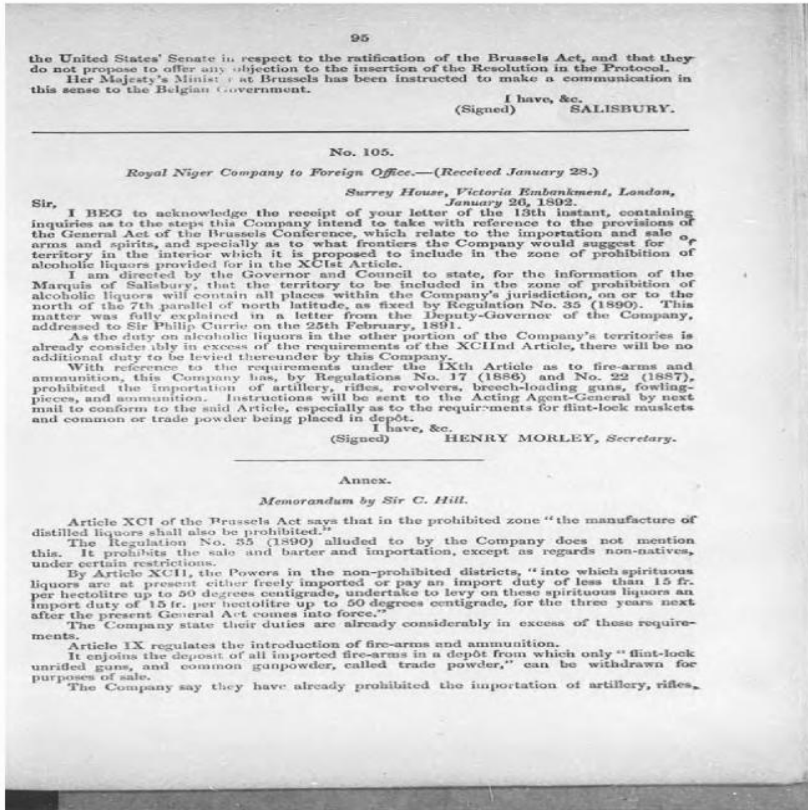 95
the United States' Senate in respect to the ratification of the Brussels Act, and that they
do not propose to offer any objection to the insertion of the Resolution in the Protocol.
Her Majesty's Minister at Brussels has been instructed to make a communication in
this sense to the Belgian Government.
I have, &c.
(Signed) SALISBURY.
No. 105.
Royal Niger Company to Foreign Office.—(Received January 28.)
Surrey House, Victoria Embankment, London,
Sir, January 26, 1892.
I BEG to acknowledge the receipt of your letter of the 13th instant, containing
inquiries as to the steps this Company intend to take with reference to the provisions of
the General Act of the Brussels Conference, which relate to the importation and sale of
arms and spirits, and specially as to what frontiers the Company would suggest for
territory in the interior which it is proposed to include in the zone of prohibition of
alcoholic liquors provided for in the XCIst Article.
I am directed by the Governor and Council to state, for the information of the
Marquis of Salisbury, that the territory to be included in the zone of prohibition of
alcoholic liquors will contain all places within the Company's jurisdiction, on or to the
north of the 7th parallel of north latitude, as fixed by Regulation No. 35 (1890). This
matter was fully explained in a letter from the Deputy-Governor of the Company,
addressed to Sir Philip Currie on the 25th February, 1891.
As the duty on alcoholic liquors in the other portion of the Company's territories is
already considerably in excess of the requirements of the XCIInd Article, there will be no
additional duty to be levied thereunder by this Company.
With reference to the requirements under the IXth Article as to fire-arms and
ammunition, this Company has, by Regulations No. 17 (1886) and No. 22 (1887),
prohibited the importation of artillery, rifles, revolvers, breech-loading guns, fowling-
pieces, and ammunition. Instructions will be sent to the Acting Agent-General by next
mail to conform to the said Article, especially as to the requirements for flint-lock muskets
and common or trade powder being placed in depôt.
I have, &c.
(Signed) HENRY MORLEY, Secretary.
Annex.
Memorandum by Sir C. Hill.
Article XCI of the Brussels Act says that in the prohibited zone "the manufacture of
distilled liquors shall also be prohibited."
The Regulation No. 35 (1890) alluded to by the Company does not mention
this. It prohibits the sale and barter and importation, except as regards non-natives,
under certain restrictions.
By Article XCII, the Powers in the non-prohibited districts, "into which spirituous
liquors are at present either freely imported or pay an import duty of less than 15 fr.
per hectolitre up to 50 degrees centigrade, undertake to levy on these spirituous liquors an
import duty of 15 fr. per hectolitre up to 50 degrees centigrade, for the three years next
after the present General Act comes into force."
The Company state their duties are already considerably in excess of these require-
ments.
Article IX regulates the introduction of fire-arms and ammunition.
It enjoins the deposit of all imported fire-arms in a depôt from which only "flint-lock
unrifled guns, and common gunpowder, called trade powder," can be withdrawn for
purposes of sale.
The Company say they have already prohibited the importation of artillery, rifles,